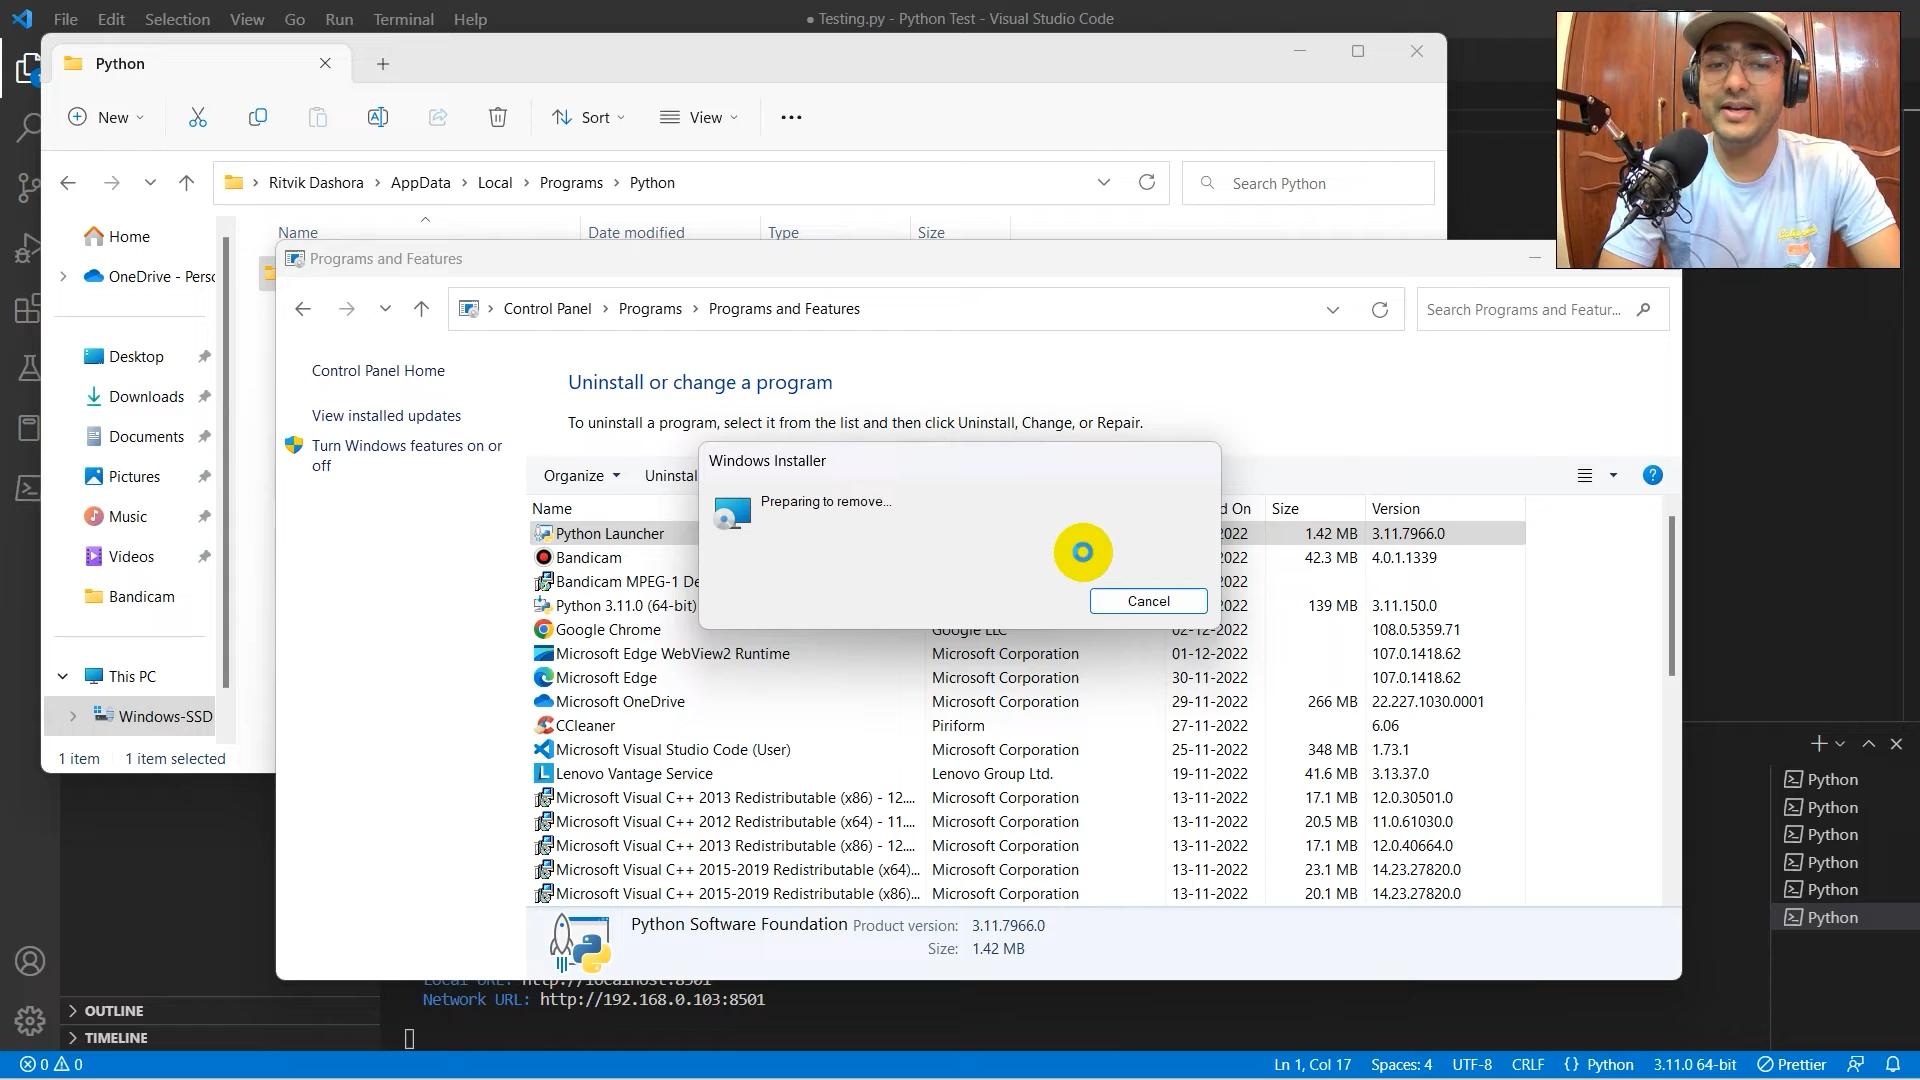 File Edit Selection View Go Run Terminal Help
● Testing.py - Python Test - Visual Studio Code
Python
New
Sort
View
Ritvik Dashora > AppData > Local > Programs > Python
Search Python
Name Date modified Type Size
Home
OneDrive - Perso
Desktop
Downloads
Documents
Pictures
Music
Videos
Bandicam
This PC
Windows-SSD
1 item 1 item selected
Programs and Features
Control Panel > Programs > Programs and Features
Search Programs and Featur...
Control Panel Home
View installed updates
Turn Windows features on or
off
Uninstall or change a program
To uninstall a program, select it from the list and then click Uninstall, Change, or Repair.
Organize Uninstal
Windows Installer
Preparing to remove...
Cancel
Name d On Size Version
Python Launcher 2022 1.42 MB 3.11.7966.0
Bandicam 2022 42.3 MB 4.0.1.1339
Bandicam MPEG-1 De 2022
Python 3.11.0 (64-bit) 2022 139 MB 3.11.150.0
Google Chrome Google LLC 02-12-2022 108.0.5359.71
Microsoft Edge WebView2 Runtime Microsoft Corporation 01-12-2022 107.0.1418.62
Microsoft Edge Microsoft Corporation 30-11-2022 107.0.1418.62
Microsoft OneDrive Microsoft Corporation 29-11-2022 266 MB 22.227.1030.0001
CCleaner Piriform 27-11-2022 6.06
Microsoft Visual Studio Code (User) Microsoft Corporation 25-11-2022 348 MB 1.73.1
Lenovo Vantage Service Lenovo Group Ltd. 19-11-2022 41.6 MB 3.13.37.0
Microsoft Visual C++ 2013 Redistributable (x86) - 12.... Microsoft Corporation 13-11-2022 17.1 MB 12.0.30501.0
Microsoft Visual C++ 2012 Redistributable (x64) - 11.... Microsoft Corporation 13-11-2022 20.5 MB 11.0.61030.0
Microsoft Visual C++ 2013 Redistributable (x86) - 12.... Microsoft Corporation 13-11-2022 17.1 MB 12.0.40664.0
Microsoft Visual C++ 2015-2019 Redistributable (x64)... Microsoft Corporation 13-11-2022 23.1 MB 14.23.27820.0
Microsoft Visual C++ 2015-2019 Redistributable (x86)... Microsoft Corporation 13-11-2022 20.1 MB 14.23.27820.0
Python Software Foundation Product version: 3.11.7966.0
Size: 1.42 MB
Python
Python
Python
Python
Python
Python
Local URL: http://localhost:8501
Network URL: http://192.168.0.103:8501
OUTLINE
TIMELINE
0 0 Ln 1, Col 17 Spaces: 4 UTF-8 CRLF {} Python 3.11.0 64-bit Prettier